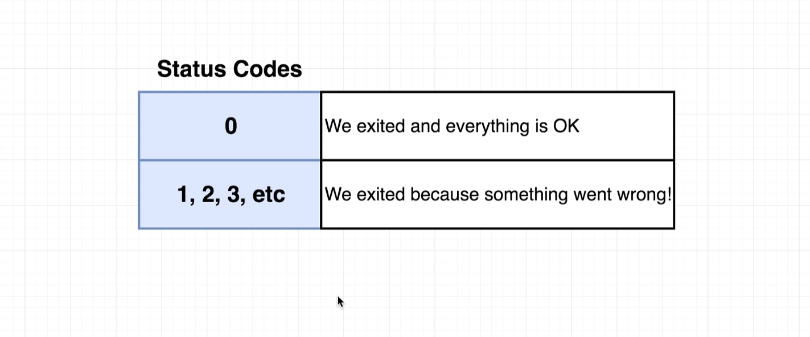 Status Codes
0
We exited and everything is OK
1, 2, 3, etc
We exited because something went wrong!